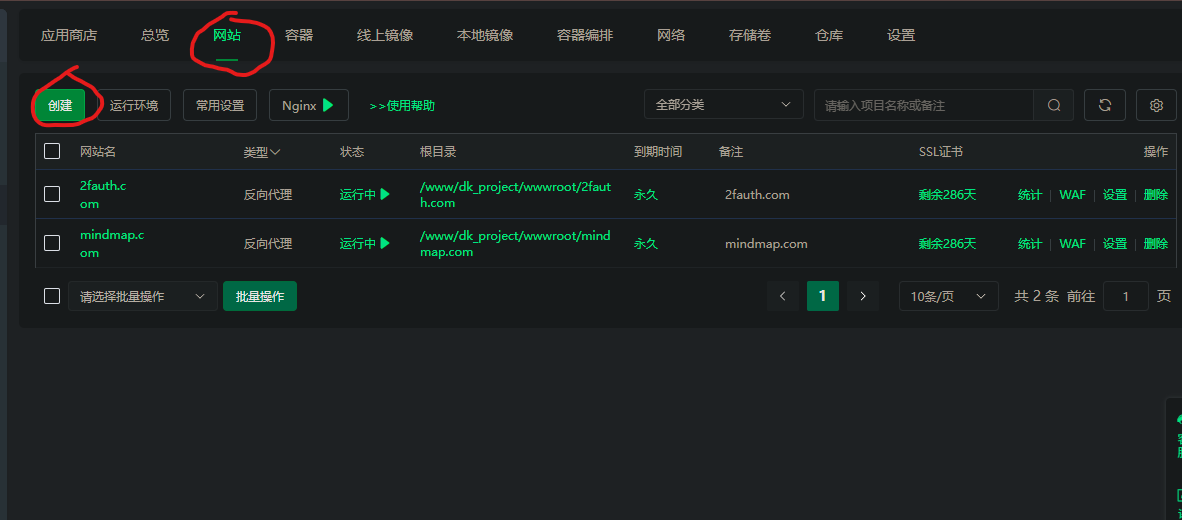 应用商店 总览 网站 容器 线上镜像 本地镜像 容器编排 网络 存储卷 仓库 设置
创建 运行环境 常用设置 Nginx >>使用帮助 全部分类 请输入项目名称或备注
网站名 类型 状态 根目录 到期时间 备注 SSL证书 操作
2fauth.c
om
反向代理 运行中
/www/dk_project/wwwroot/2faut
h.com
永久 2fauth.com 剩余286天 统计 | WAF | 设置 | 删除
mindmap.c
om
反向代理 运行中
/www/dk_project/wwwroot/mind
map.com
永久 mindmap.com 剩余286天 统计 | WAF | 设置 | 删除
请选择批量操作 批量操作 1 10条/页 共 2 条 前往 1 页